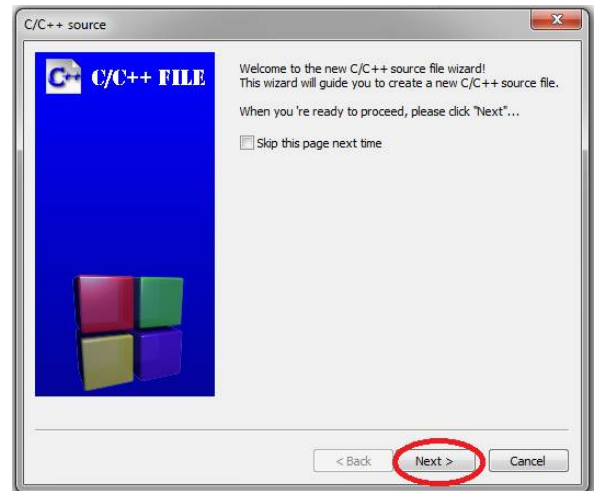 C/C++ source
C++ C/C++ FILE
Welcome to the new C/C++ source file wizard!
This wizard will guide you to create a new C/C++ source file.
When you 're ready to proceed, please click "Next"...
Skip this page next time
< Back Next > Cancel